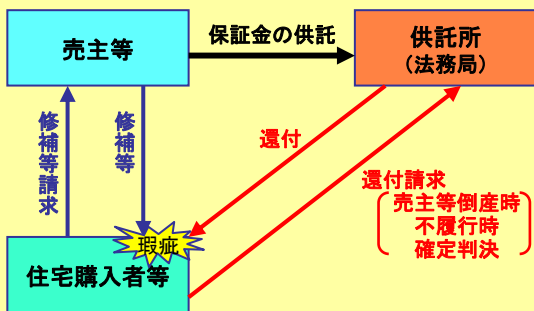 売主等
保証金の供託
供託所
（法務局）
修補等請求
修補等
還付
還付請求
売主等倒産時
不履行時
確定判決
瑕疵
住宅購入者等